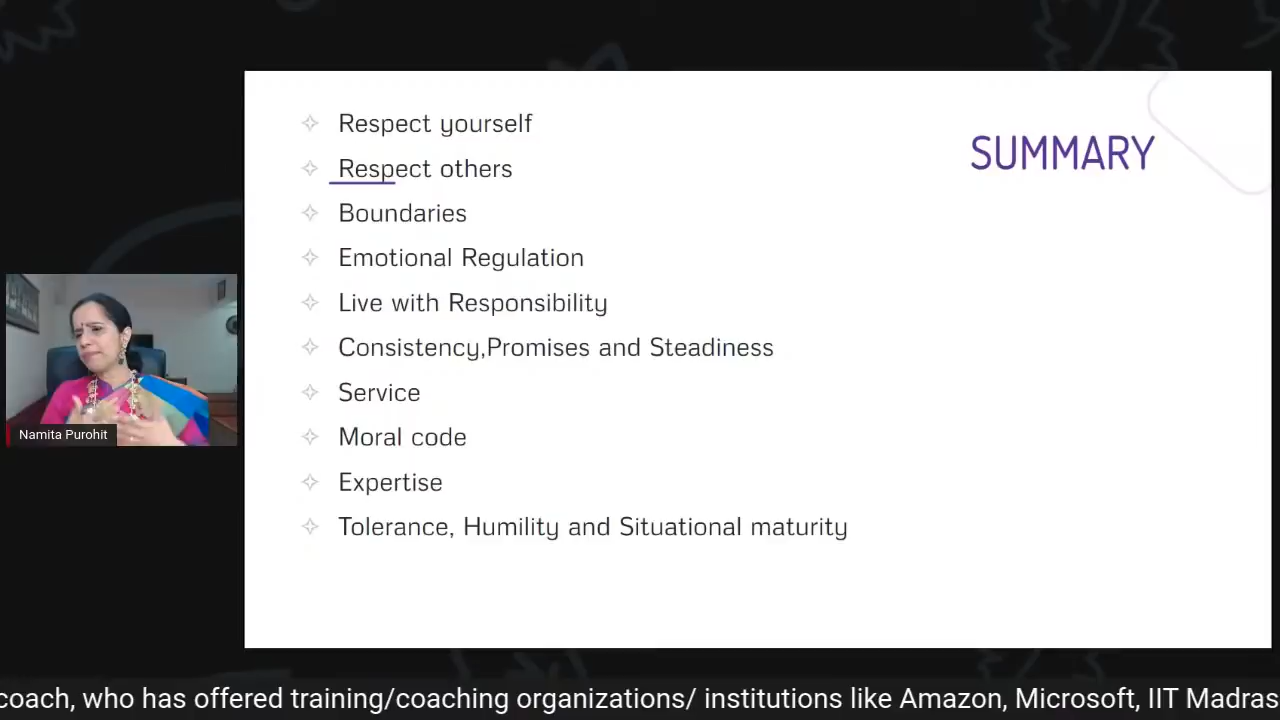 SUMMARY
Respect yourself
Respect others
Boundaries
Emotional Regulation
Live with Responsibility
Consistency,Promises and Steadiness
Service
Moral code
Expertise
Tolerance, Humility and Situational maturity
Namita Purohit
coach, who has offered training/coaching organizations/ institutions like Amazon, Microsoft, IIT Madras